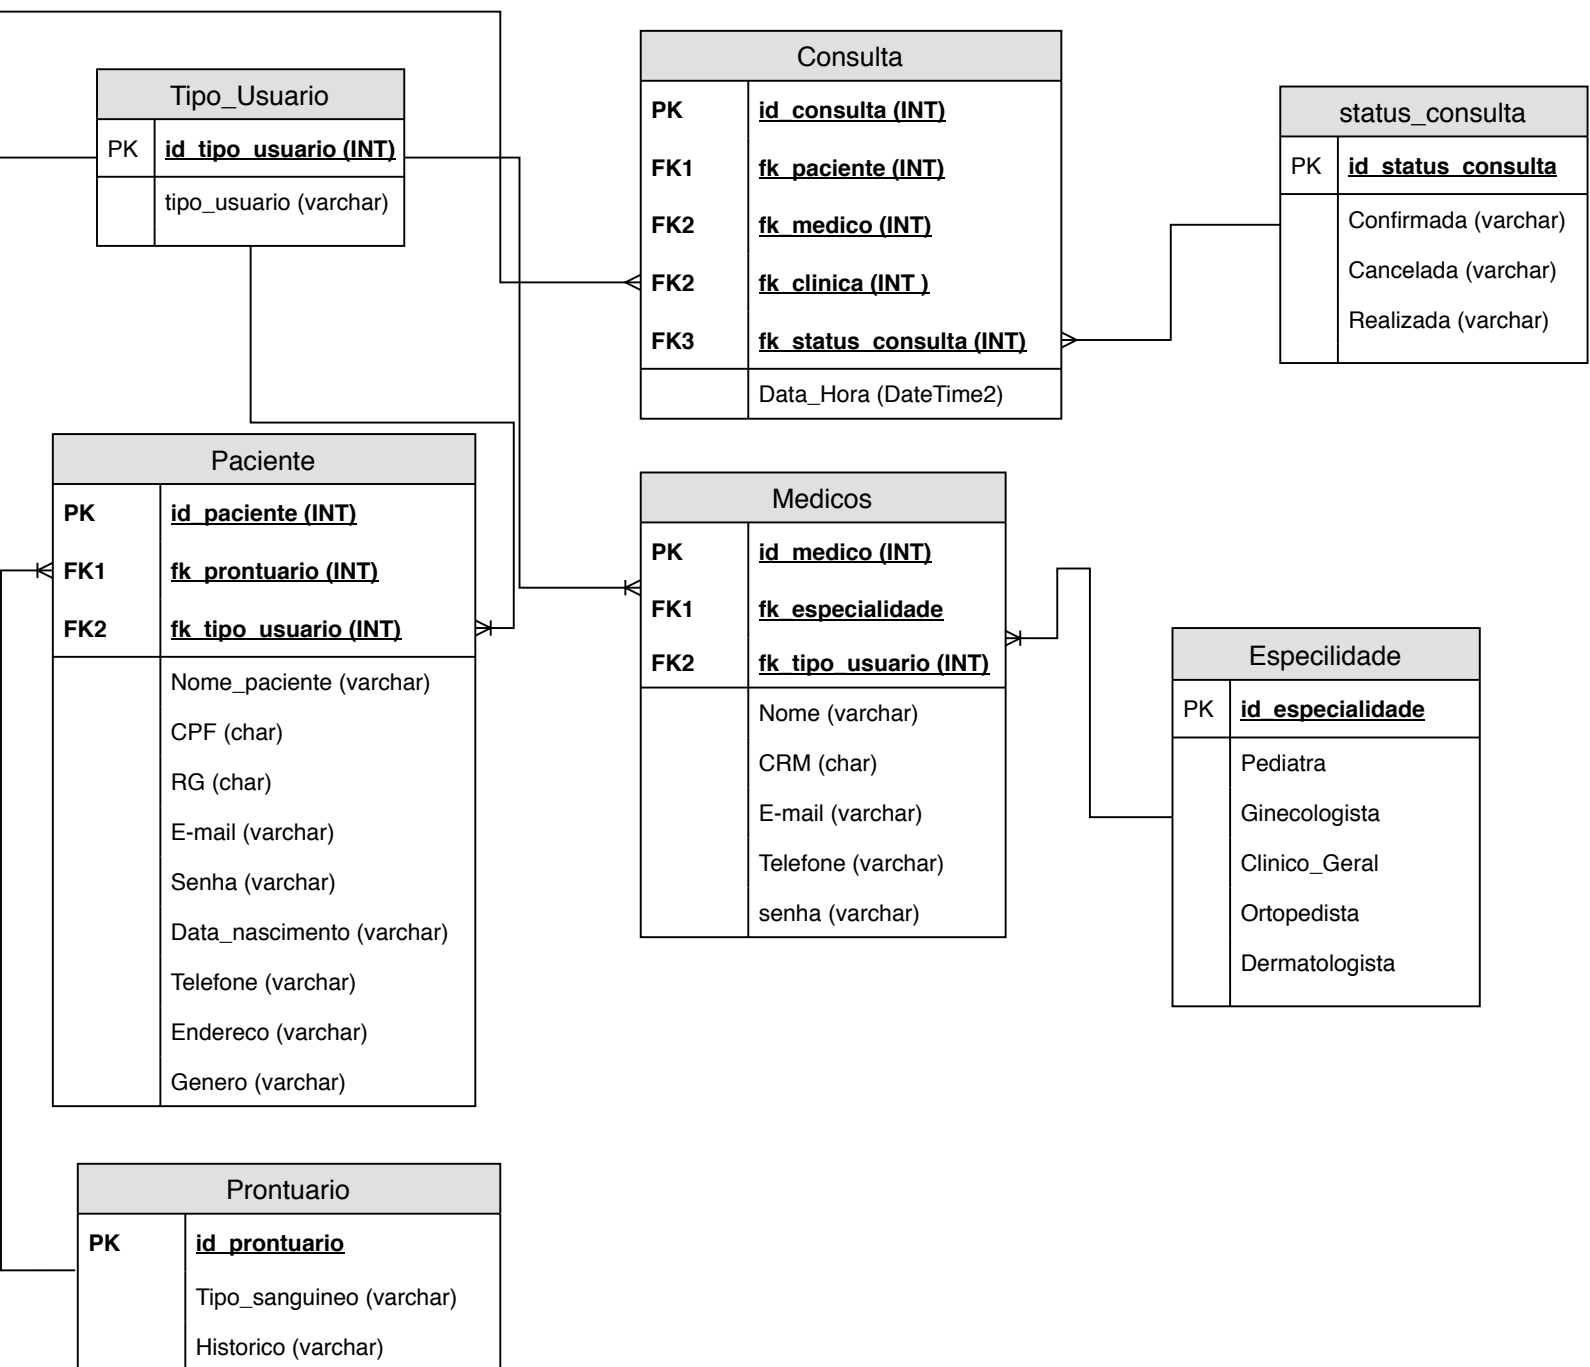 Tipo_Usuario
PK id_tipo_usuario (INT)
tipo_usuario (varchar)
Consulta
PK id_consulta (INT)
FK1 fk_paciente (INT)
FK2 fk_medico (INT)
FK2 fk_clinica (INT )
FK3 fk_status_consulta (INT)
Data_Hora (DateTime2)
status_consulta
PK id_status_consulta
Confirmada (varchar)
Cancelada (varchar)
Realizada (varchar)
Paciente
PK id_paciente (INT)
FK1 fk_prontuario (INT)
FK2 fk_tipo_usuario (INT)
Nome_paciente (varchar)
CPF (char)
RG (char)
E-mail (varchar)
Senha (varchar)
Data_nascimento (varchar)
Telefone (varchar)
Endereco (varchar)
Genero (varchar)
Medicos
PK id_medico (INT)
FK1 fk_especialidade
FK2 fk_tipo_usuario (INT)
Nome (varchar)
CRM (char)
E-mail (varchar)
Telefone (varchar)
senha (varchar)
Especilidade
PK id_especialidade
Pediatra
Ginecologista
Clinico_Geral
Ortopedista
Dermatologista
Prontuario
PK id_prontuario
Tipo_sanguineo (varchar)
Historico (varchar)